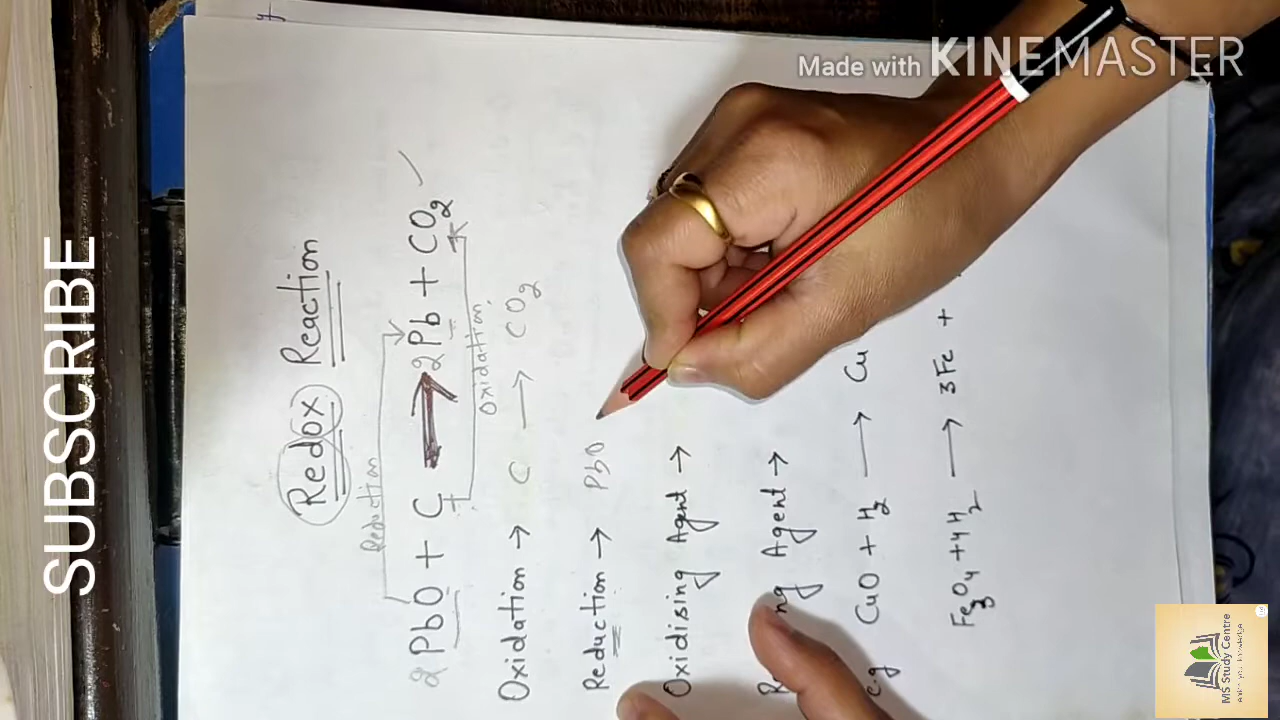 Made with KINEMASTER
SUBSCRIBE
Redox Reaction
Reduction
2PbO + C → 2Pb + CO2 ✓
Oxidation
Oxidation → C → CO2
Reduction → PbO
Oxidising Agent →
ng Agent →
e.g CuO + H2 → Cu
Fe3O4 + 4H2 → 3Fe +
MS Study Centre